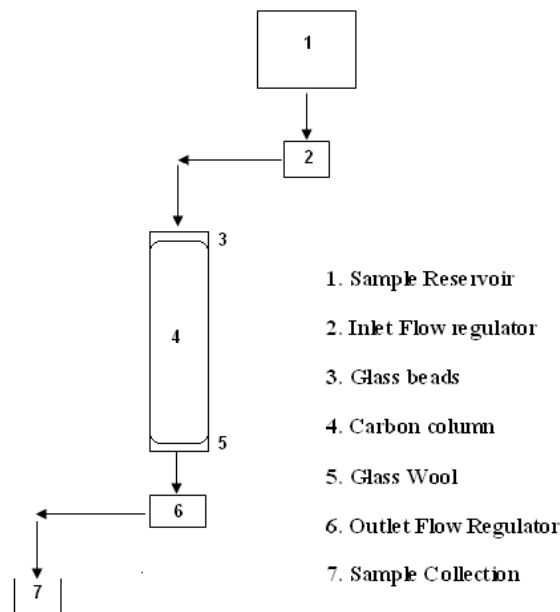 1
2
3
4
5
6
7
1. Sample Reservoir
2. Inlet Flow regulator
3. Glass beads
4. Carbon column
5. Glass Wool
6. Outlet Flow Regulator
7. Sample Collection